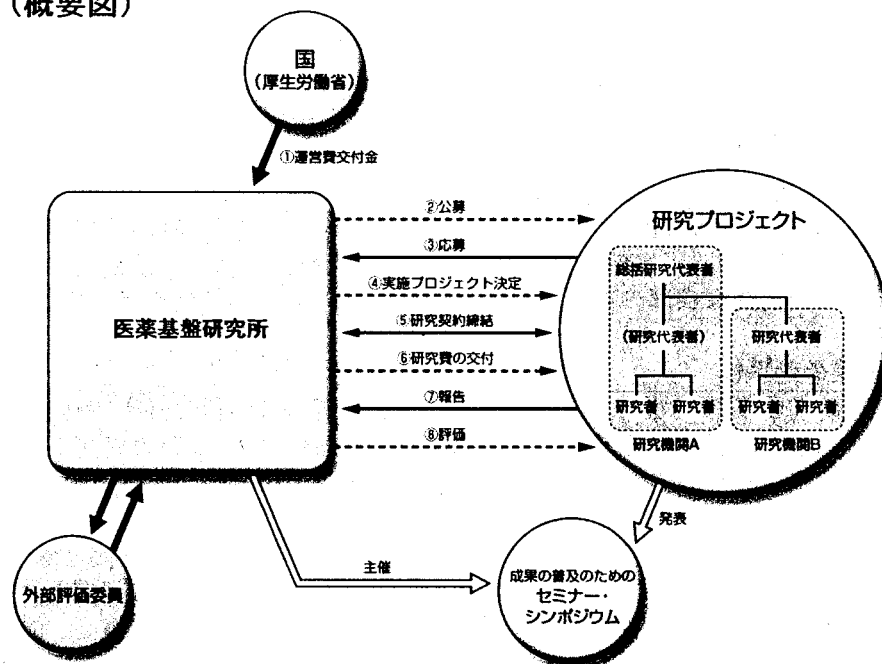 (概要図)
国
(厚生労働省)
①運営費交付金
医薬基盤研究所
②公募
③応募
④実施プロジェクト決定
⑤研究契約締結
⑥研究費の交付
⑦報告
⑧評価
研究プロジェクト
総括研究代表者
(研究代表者)
研究代表者
研究者 研究者
研究者 研究者
研究機関A
研究機関B
発表
主催
外部評価委員
成果の普及のための
セミナー・
シンポジウム